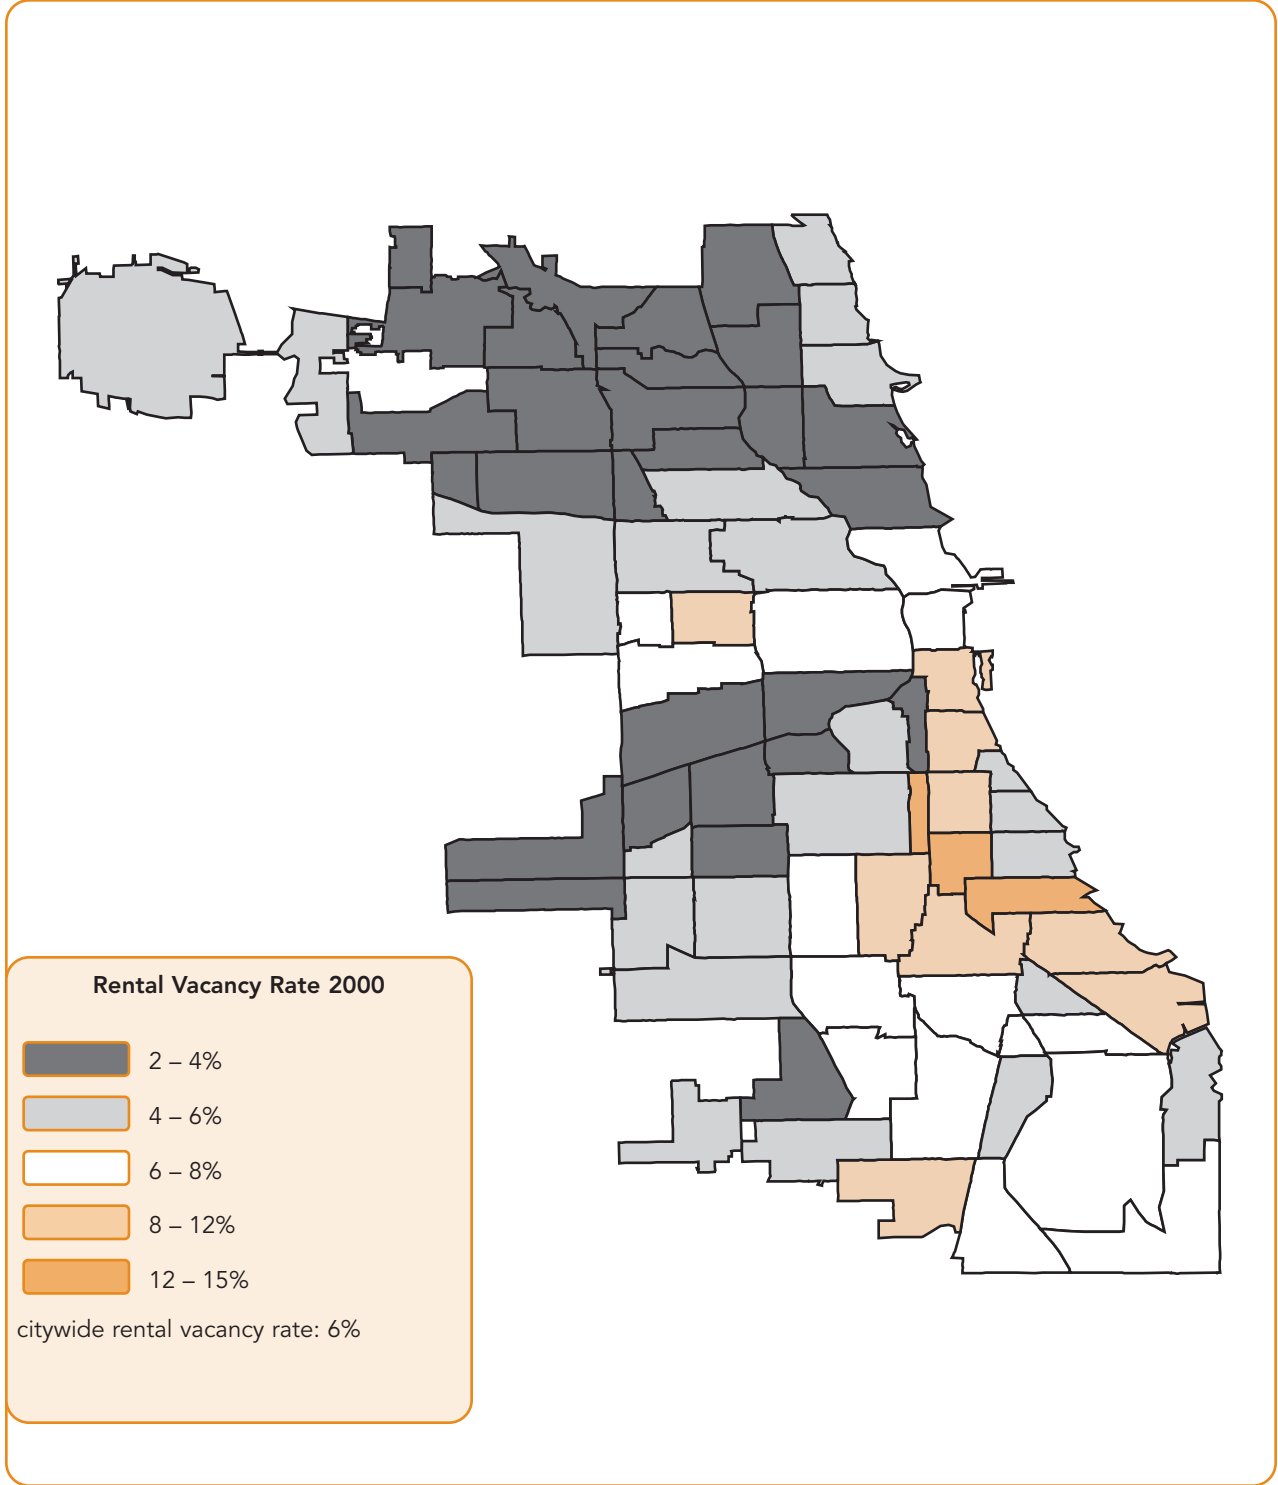 Rental Vacancy Rate 2000
2 – 4%
4 – 6%
6 – 8%
8 – 12%
12 – 15%
citywide rental vacancy rate: 6%